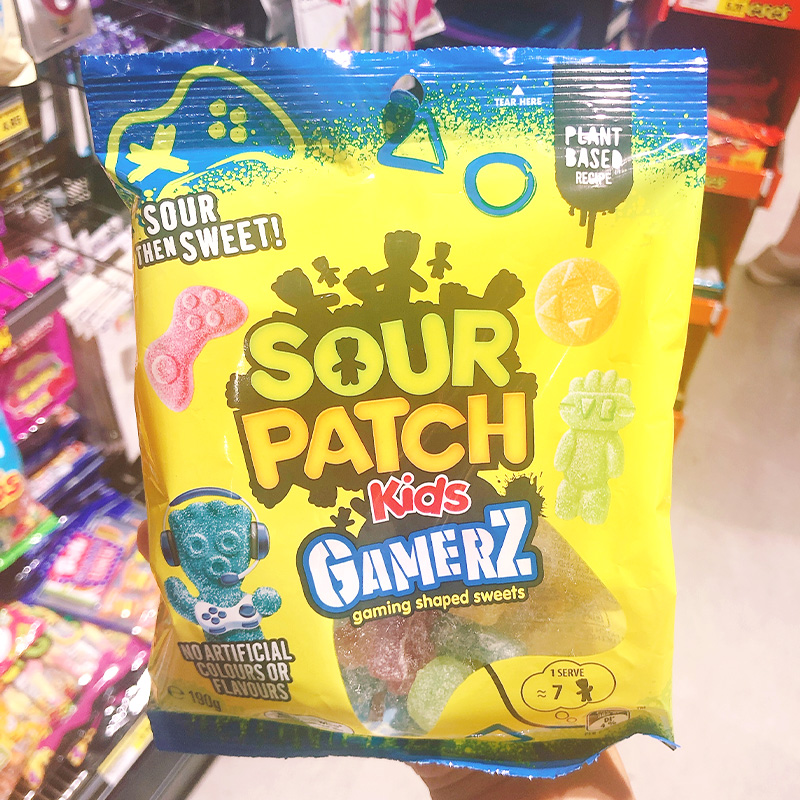 TEAR HERE
PLANT
BASED
RECIPE
SOUR
THEN SWEET!
SOUR
PATCH
Kids
GAMERZ
gaming shaped sweets
NO ARTIFICIAL
COLOURS OR
FLAVOURS
℮ 190g
1 SERVE
≈ 7